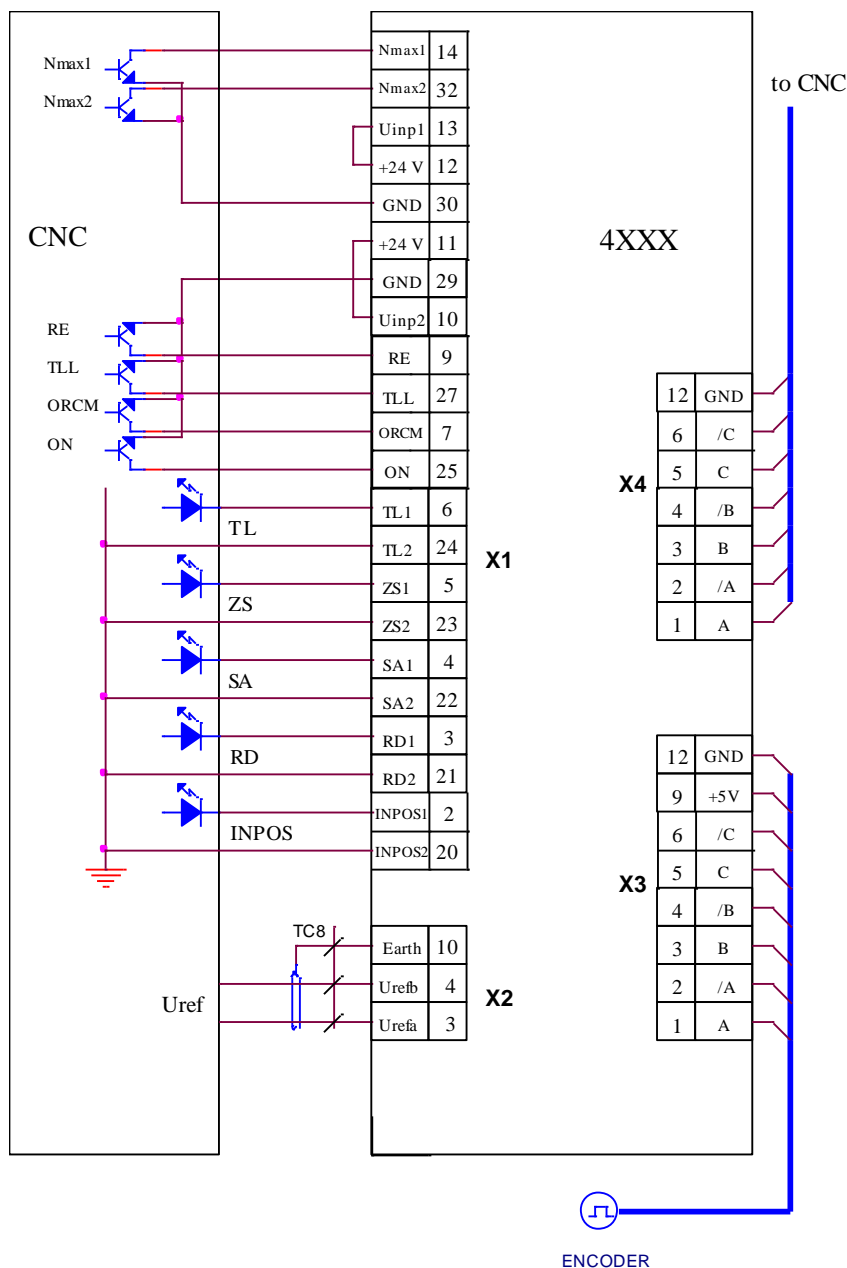 Nmax1
Nmax2
CNC
RE
TLL
ORCM
ON
TL
ZS
SA
RD
INPOS
TC8
Uref
Nmax1 14
Nmax2 32
Uinp1 13
+24 V 12
GND 30
+24 V 11
GND 29
Uinp2 10
RE 9
TLL 27
ORCM 7
ON 25
TL1 6
TL2 24
ZS1 5
ZS2 23
SA1 4
SA2 22
RD1 3
RD2 21
INPOS1 2
INPOS2 20
X1
Earth 10
Urefb 4
Urefa 3
X2
4XXX
to CNC
12 GND
6 /C
5 C
4 /B
3 B
2 /A
1 A
X4
12 GND
9 +5V
6 /C
5 C
4 /B
3 B
2 /A
1 A
X3
ENCODER